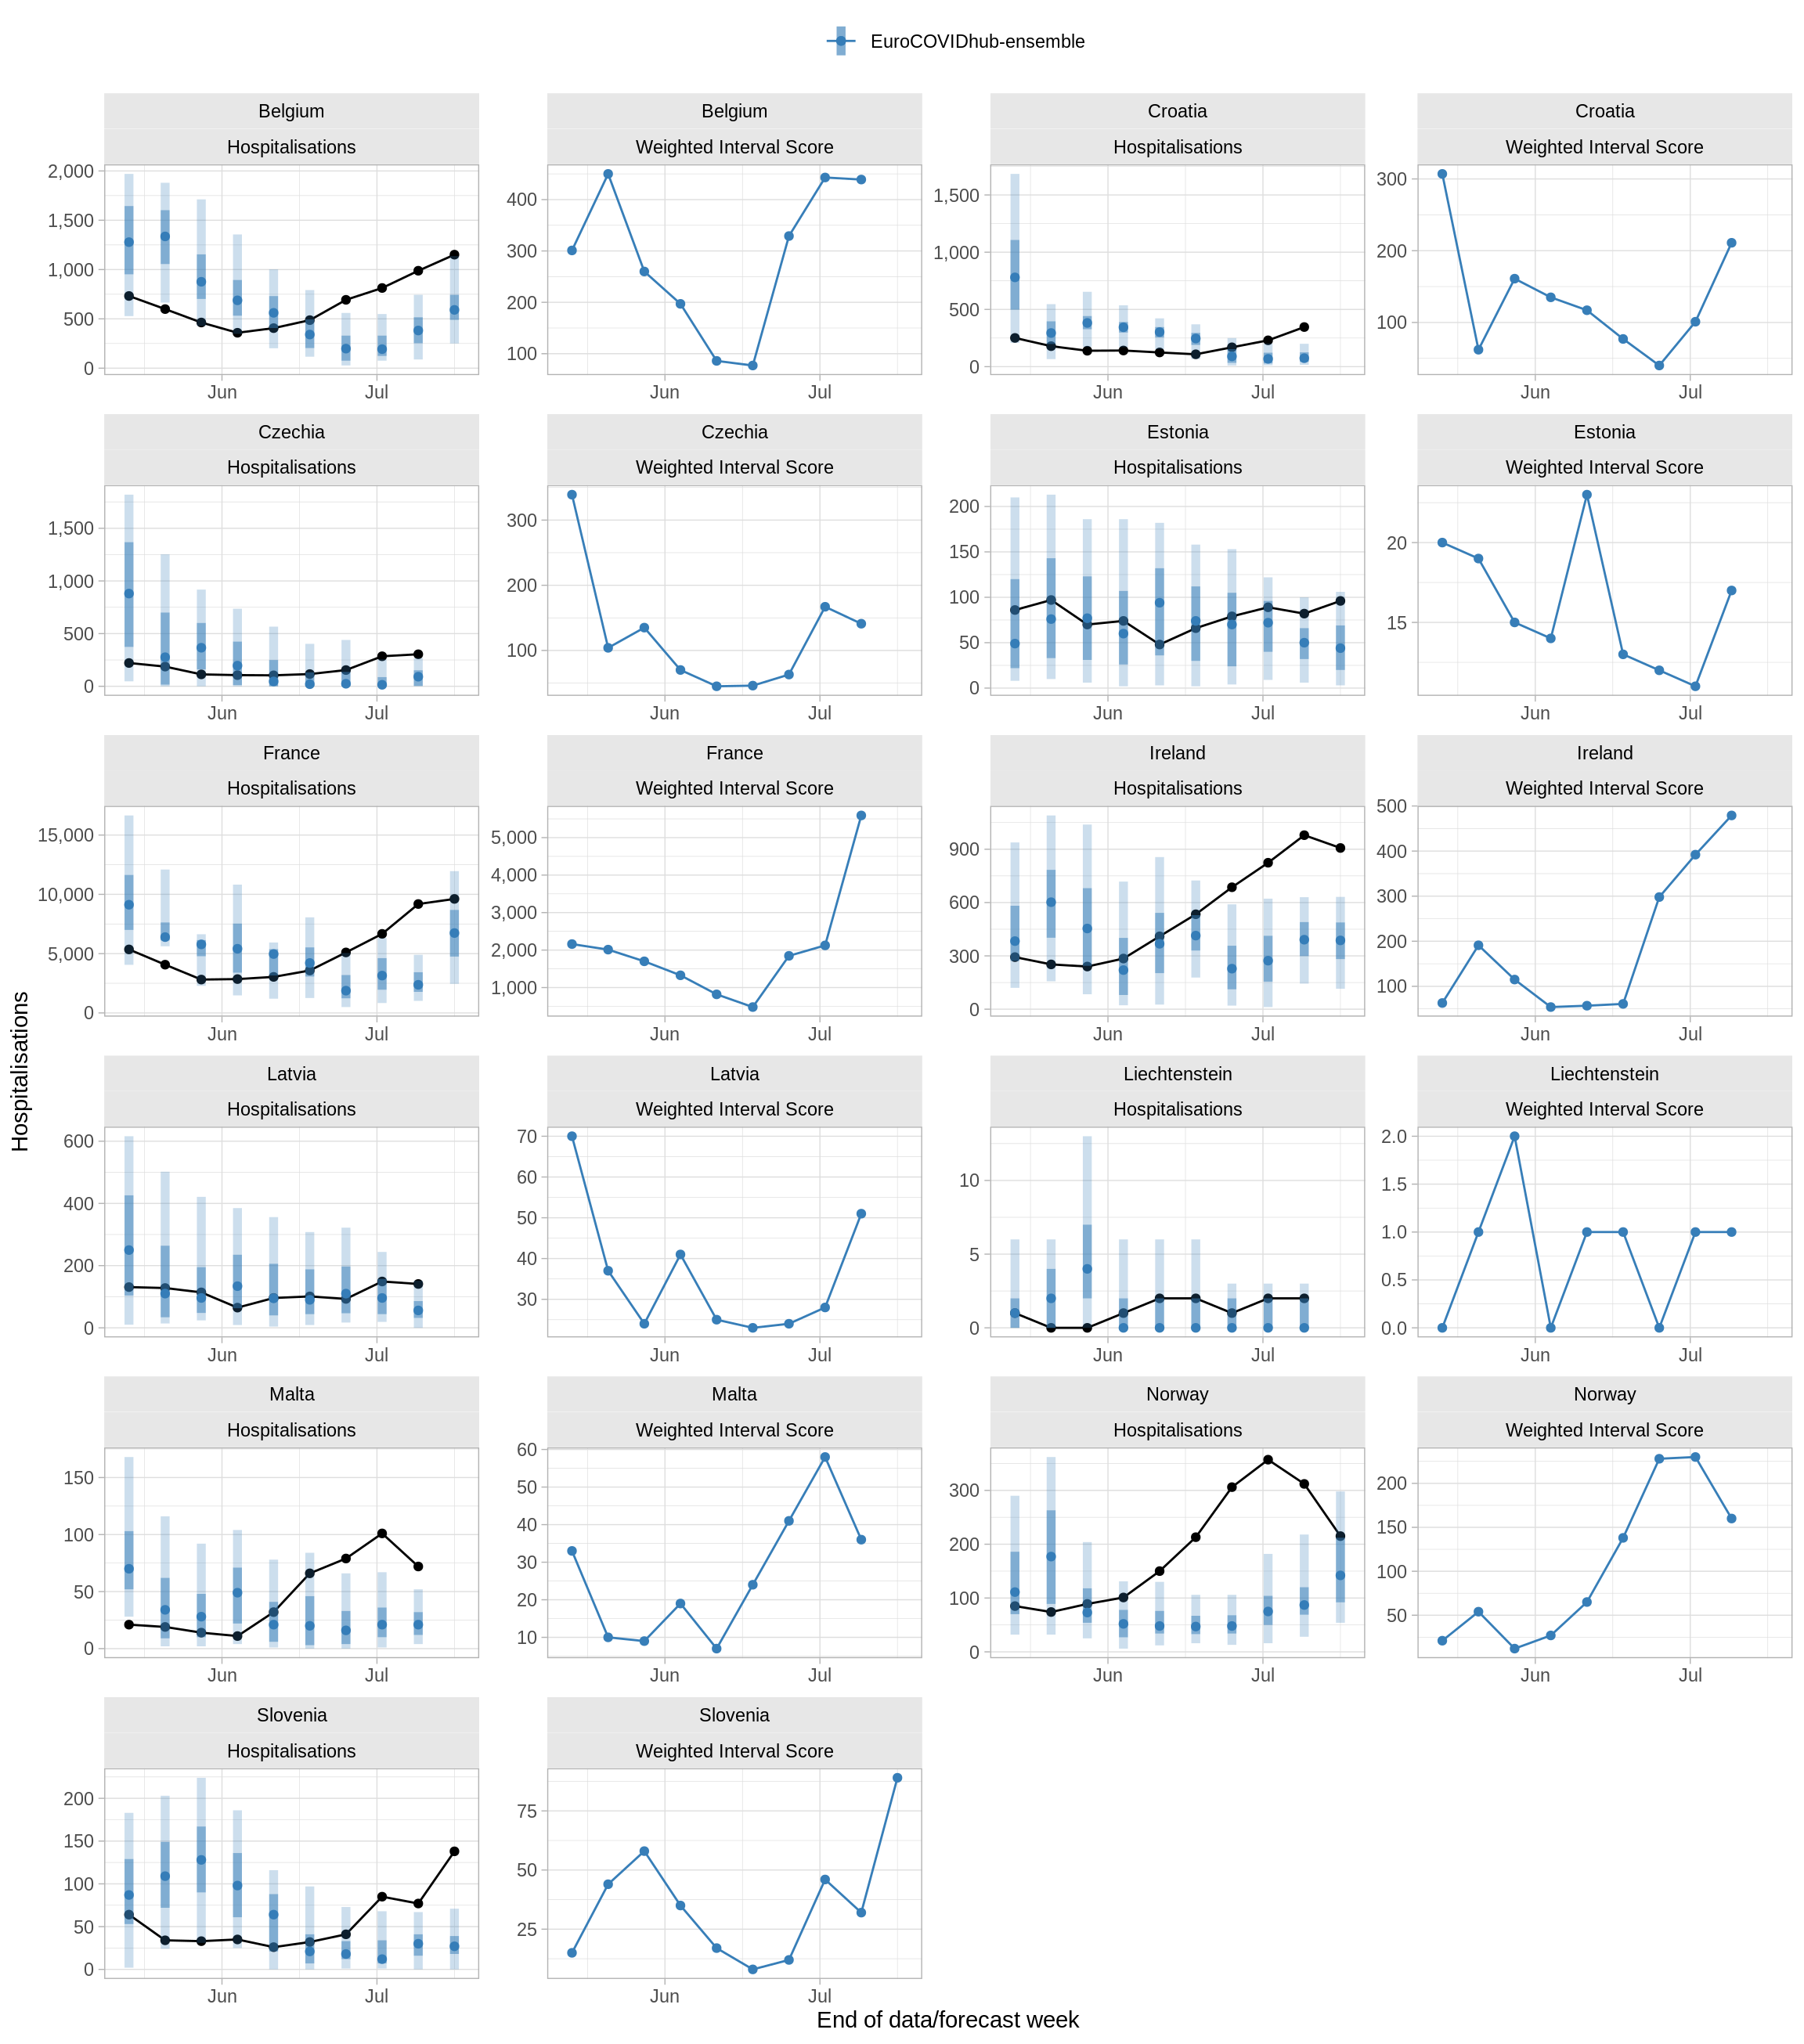 EuroCOVIDhub-ensemble
Belgium
Hospitalisations
2,000
1,500
1,000
500
0
Jun
Jul
Belgium
Weighted Interval Score
400
300
200
100
Jun
Jul
Croatia
Hospitalisations
1,500
1,000
500
0
Jun
Jul
Croatia
Weighted Interval Score
300
200
100
Jun
Jul
Czechia
Hospitalisations
1,500
1,000
500
0
Jun
Jul
Czechia
Weighted Interval Score
300
200
100
Jun
Jul
Estonia
Hospitalisations
200
150
100
50
0
Jun
Jul
Estonia
Weighted Interval Score
20
15
Jun
Jul
France
Hospitalisations
15,000
10,000
5,000
0
Jun
Jul
France
Weighted Interval Score
5,000
4,000
3,000
2,000
1,000
Jun
Jul
Ireland
Hospitalisations
900
600
300
0
Jun
Jul
Ireland
Weighted Interval Score
500
400
300
200
100
Jun
Jul
Latvia
Hospitalisations
600
400
200
0
Jun
Jul
Latvia
Weighted Interval Score
70
60
50
40
30
Jun
Jul
Liechtenstein
Hospitalisations
10
5
0
Jun
Jul
Liechtenstein
Weighted Interval Score
2.0
1.5
1.0
0.5
0.0
Jun
Jul
Malta
Hospitalisations
150
100
50
0
Jun
Jul
Malta
Weighted Interval Score
60
50
40
30
20
10
Jun
Jul
Norway
Hospitalisations
300
200
100
0
Jun
Jul
Norway
Weighted Interval Score
200
150
100
50
Jun
Jul
Slovenia
Hospitalisations
200
150
100
50
0
Jun
Jul
Slovenia
Weighted Interval Score
75
50
25
Jun
Jul
Hospitalisations
End of data/forecast week